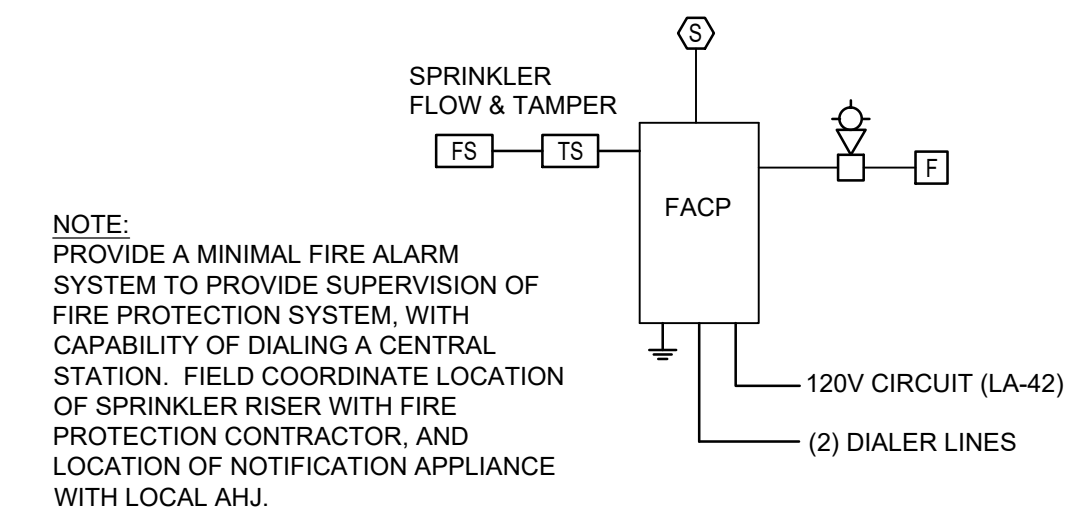 S
SPRINKLER
FLOW & TAMPER
FS
TS
F
FACP
NOTE:
PROVIDE A MINIMAL FIRE ALARM
SYSTEM TO PROVIDE SUPERVISION OF
FIRE PROTECTION SYSTEM, WITH
CAPABILITY OF DIALING A CENTRAL
STATION. FIELD COORDINATE LOCATION
OF SPRINKLER RISER WITH FIRE
PROTECTION CONTRACTOR, AND
LOCATION OF NOTIFICATION APPLIANCE
WITH LOCAL AHJ.
120V CIRCUIT (LA-42)
(2) DIALER LINES